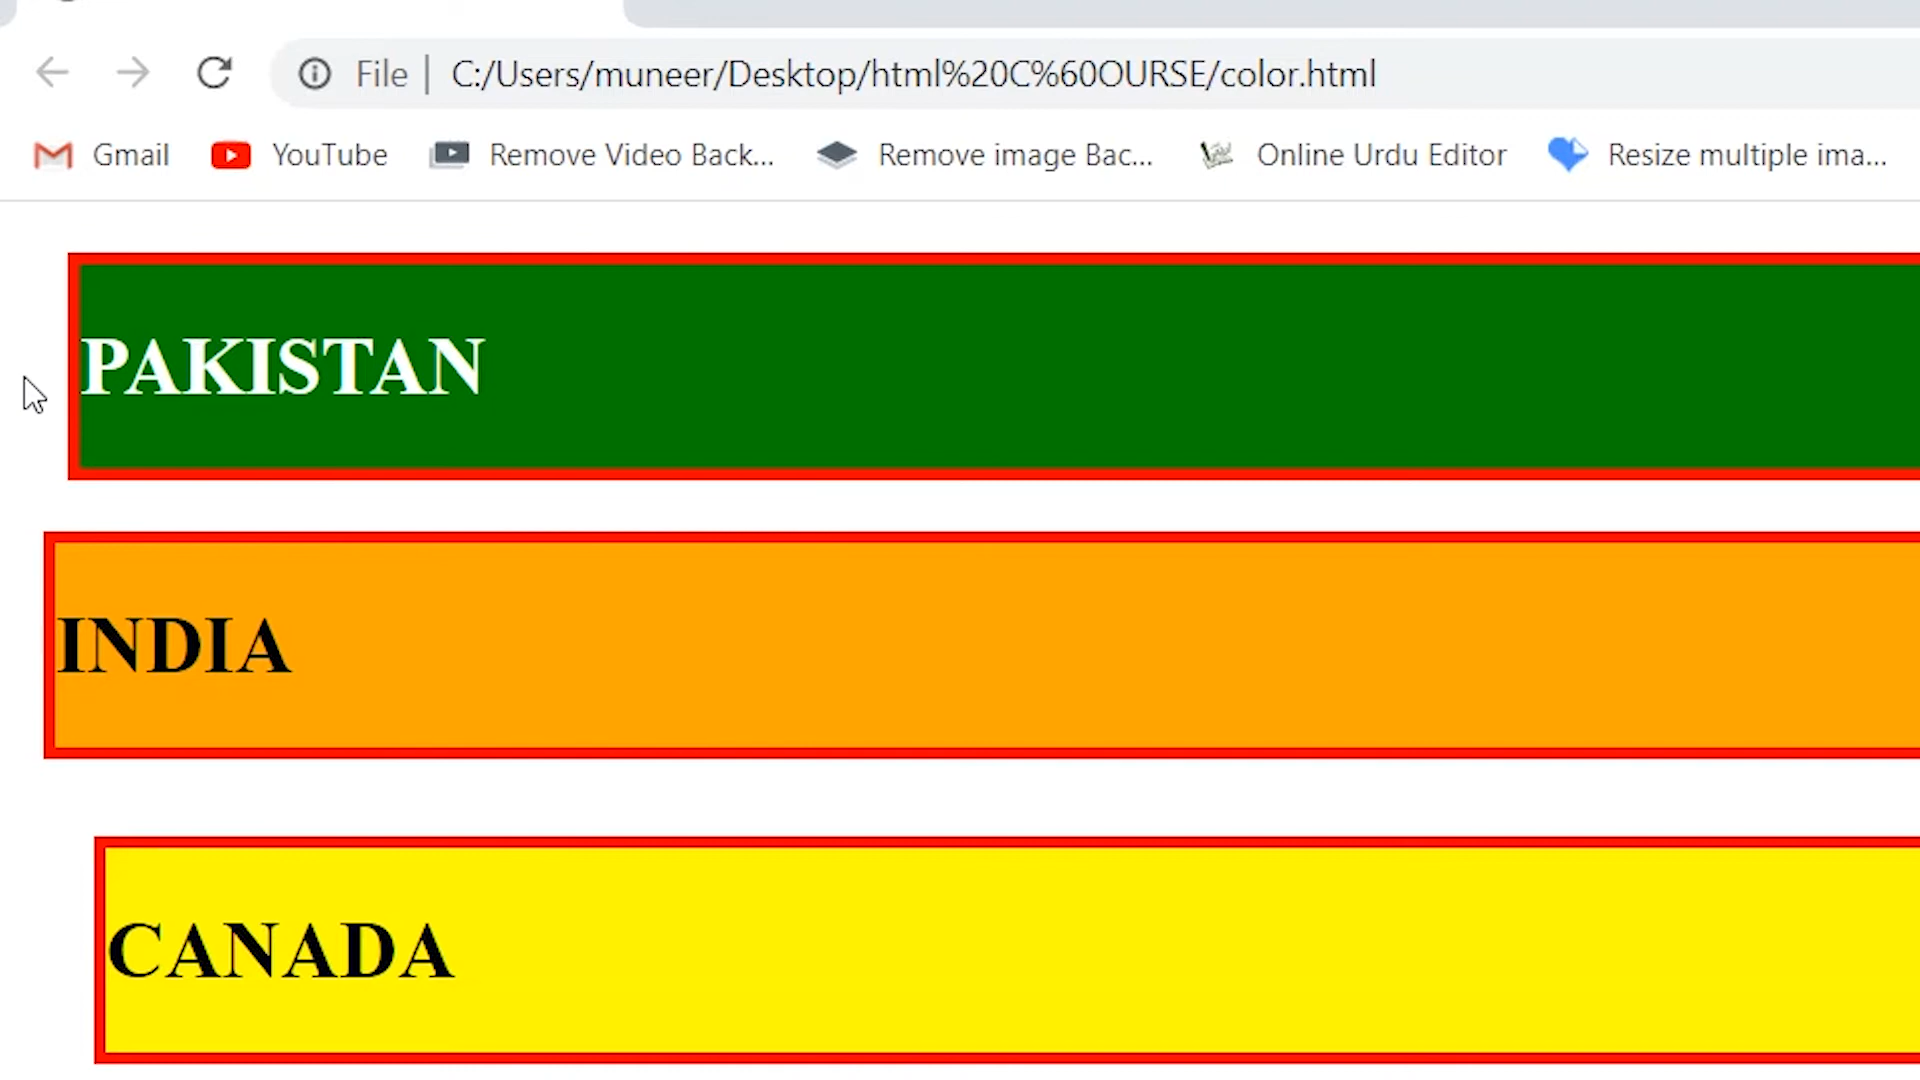 File | C:/Users/muneer/Desktop/html%20C%60OURSE/color.html
Gmail YouTube Remove Video Back... Remove image Bac... Online Urdu Editor Resize multiple ima...
PAKISTAN
INDIA
CANADA